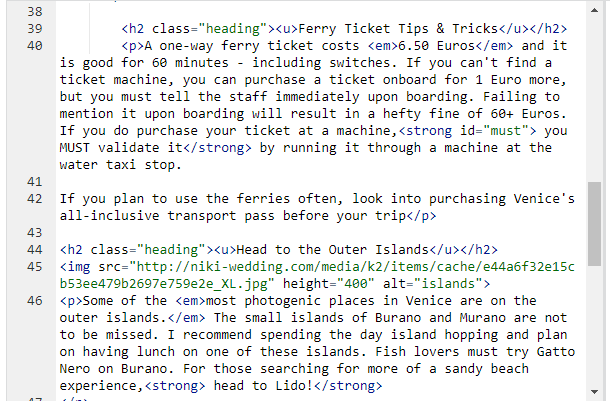 38
39 <h2 class="heading"><u>Ferry Ticket Tips & Tricks</u></h2>
40 <p>A one-way ferry ticket costs <em>6.50 Euros</em> and it
is good for 60 minutes - including switches. If you can't find a
ticket machine, you can purchase a ticket onboard for 1 Euro more,
but you must tell the staff immediately upon boarding. Failing to
mention it upon boarding will result in a hefty fine of 60+ Euros.
If you do purchase your ticket at a machine,<strong id="must"> you
MUST validate it</strong> by running it through a machine at the
water taxi stop.
41
42 If you plan to use the ferries often, look into purchasing Venice's
all-inclusive transport pass before your trip</p>
43
44 <h2 class="heading"><u>Head to the Outer Islands</u></h2>
45 <img src="http://niki-wedding.com/media/k2/items/cache/e44a6f32e15c
b53ee479b2697e759e2e_XL.jpg" height="400" alt="islands">
46 <p>Some of the <em>most photogenic places in Venice are on the
outer islands.</em> The small islands of Burano and Murano are not
to be missed. I recommend spending the day island hopping and plan
on having lunch on one of these islands. Fish lovers must try Gatto
Nero on Burano. For those searching for more of a sandy beach
experience,<strong> head to Lido!</strong>